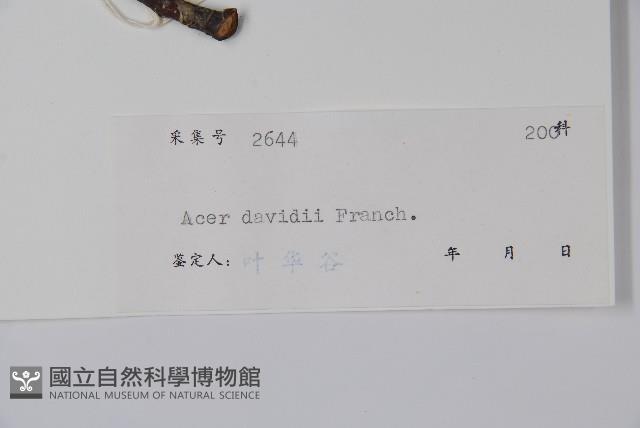 采集号 2644 200科
Acer davidii Franch.
鉴定人: 叶华谷 年 月 日
國立自然科學博物館
NATIONAL MUSEUM OF NATURAL SCIENCE